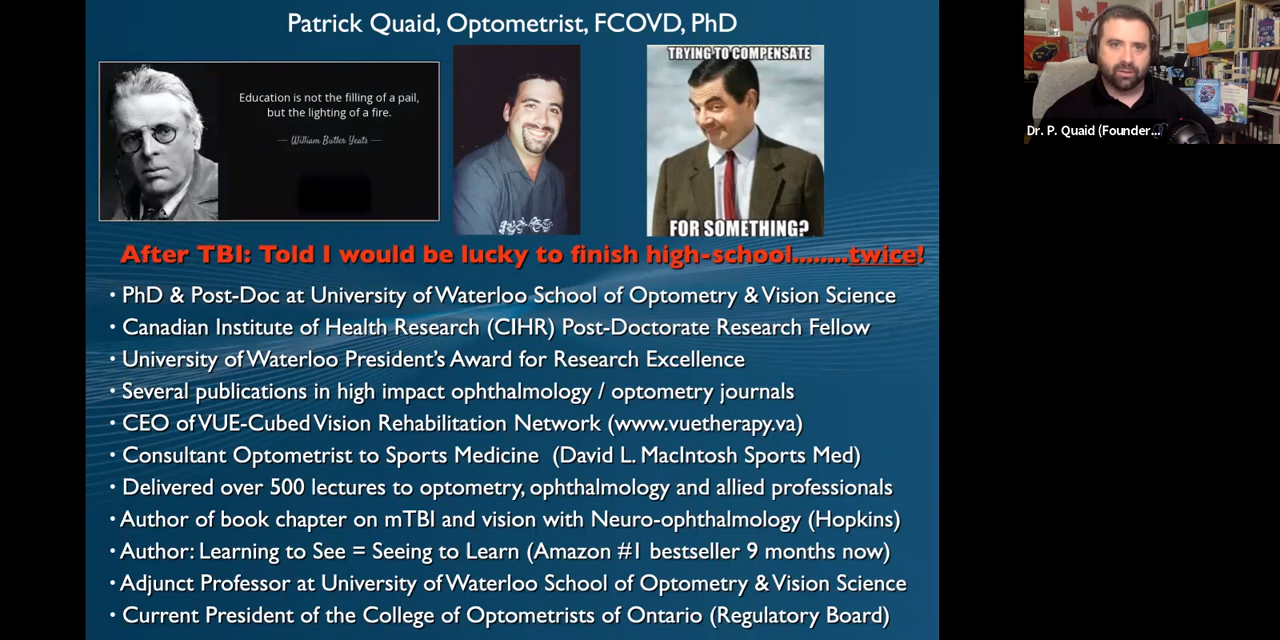 Patrick Quaid, Optometrist, FCOVD, PhD
Education is not the filling of a pail,
but the lighting of a fire.
— William Butler Yeats —
TRYING TO COMPENSATE
FOR SOMETHING?
Dr. P. Quaid (Founder...
After TBI: Told I would be lucky to finish high-school........twice!
• PhD & Post-Doc at University of Waterloo School of Optometry & Vision Science
• Canadian Institute of Health Research (CIHR) Post-Doctorate Research Fellow
• University of Waterloo President's Award for Research Excellence
• Several publications in high impact ophthalmology / optometry journals
• CEO of VUE-Cubed Vision Rehabilitation Network (www.vuetherapy.va)
• Consultant Optometrist to Sports Medicine (David L. MacIntosh Sports Med)
• Delivered over 500 lectures to optometry, ophthalmology and allied professionals
• Author of book chapter on mTBI and vision with Neuro-ophthalmology (Hopkins)
• Author: Learning to See = Seeing to Learn (Amazon #1 bestseller 9 months now)
• Adjunct Professor at University of Waterloo School of Optometry & Vision Science
• Current President of the College of Optometrists of Ontario (Regulatory Board)